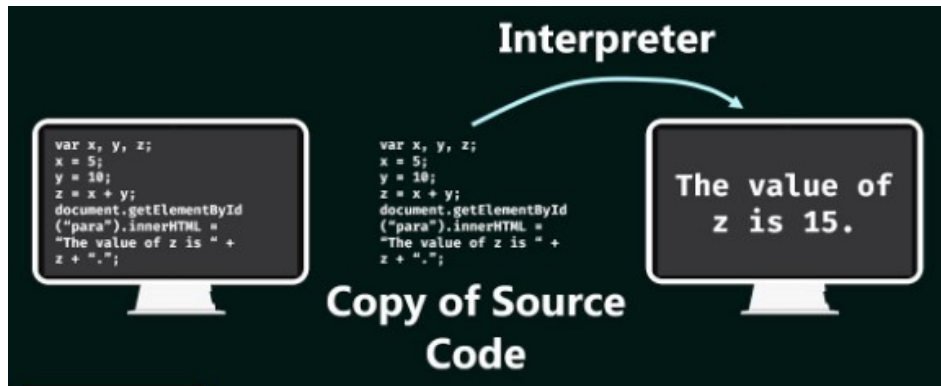 Interpreter
var x, y, z;
x = 5;
y = 10;
z = x + y;
document.getElementById
(“para”).innerHTML =
“The value of z is “ +
z + “.”;
var x, y, z;
x = 5;
y = 10;
z = x + y;
document.getElementById
(“para”).innerHTML =
“The value of z is “ +
z + “.”;
The value of
z is 15.
Copy of Source
Code